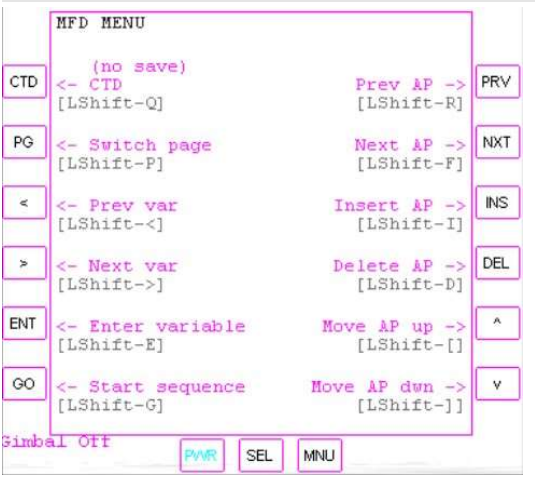 MFD MENU
(no save)
CTD <- CTD Prev AP -> PRV
[LShift-Q] [LShift-R]
PG <- Switch page Next AP -> NXT
[LShift-P] [LShift-F]
< <- Prev var Insert AP -> INS
[LShift-<] [LShift-I]
> <- Next var Delete AP -> DEL
[LShift->] [LShift-D]
ENT <- Enter variable Move AP up -> ^
[LShift-E] [LShift-[]
GO <- Start sequence Move AP dwn -> v
[LShift-G] [LShift-]]
Gimbal Off
PWR SEL MNU